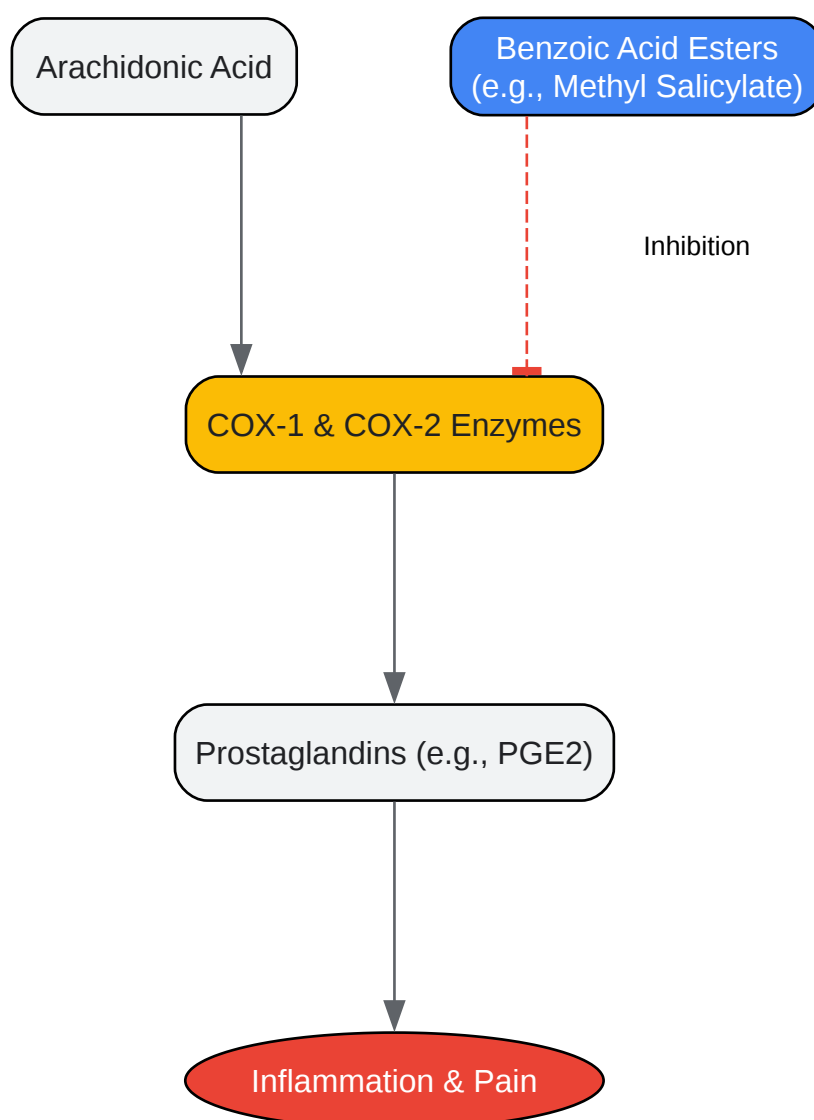 Arachidonic Acid
Benzoic Acid Esters
(e.g., Methyl Salicylate)
Inhibition
COX-1 & COX-2 Enzymes
Prostaglandins (e.g., PGE2)
Inflammation & Pain